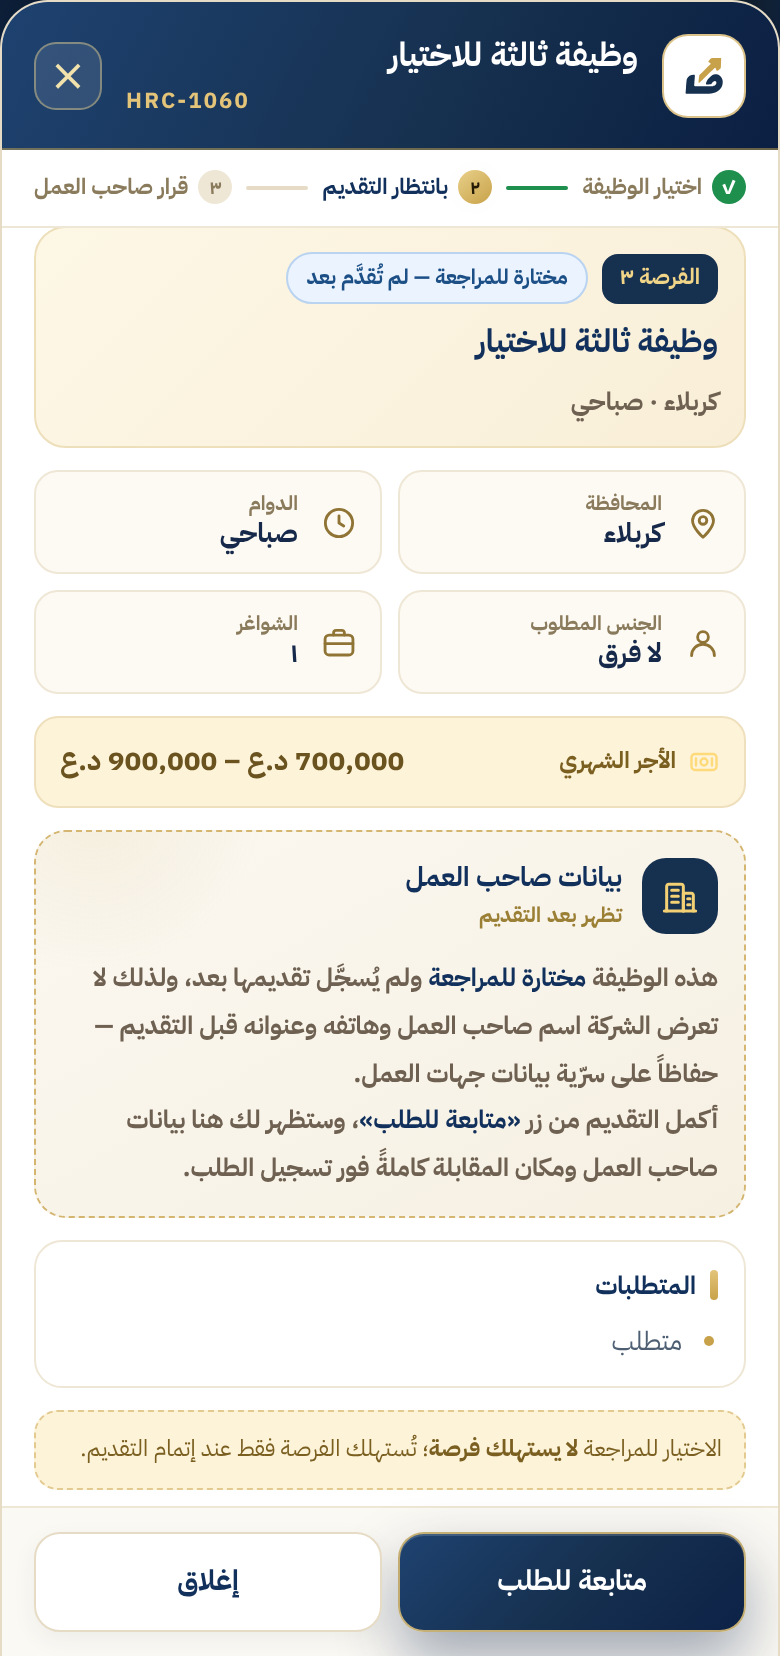 وظيفة ثالثة للاختيار
HRC-1060
✓ اختيار الوظيفة
٢ بانتظار التقديم
٣ قرار صاحب العمل
الفرصة ٣
مختارة للمراجعة — لم تُقدَّم بعد
وظيفة ثالثة للاختيار
كربلاء · صباحي
المحافظة
كربلاء
الدوام
صباحي
الجنس المطلوب
لا فرق
الشواغر
١
الأجر الشهري
700,000 د.ع – 900,000 د.ع
بيانات صاحب العمل
تظهر بعد التقديم
هذه الوظيفة مختارة للمراجعة ولم يُسجَّل تقديمها بعد، ولذلك لا
تعرض الشركة اسم صاحب العمل وهاتفه وعنوانه قبل التقديم —
حفاظاً على سرّية بيانات جهات العمل.
أكمل التقديم من زر «متابعة للطلب»، وستظهر لك هنا بيانات
صاحب العمل ومكان المقابلة كاملةً فور تسجيل الطلب.
المتطلبات
• متطلب
الاختيار للمراجعة لا يستهلك فرصة؛ تُستهلك الفرصة فقط عند إتمام التقديم.
متابعة للطلب
إغلاق